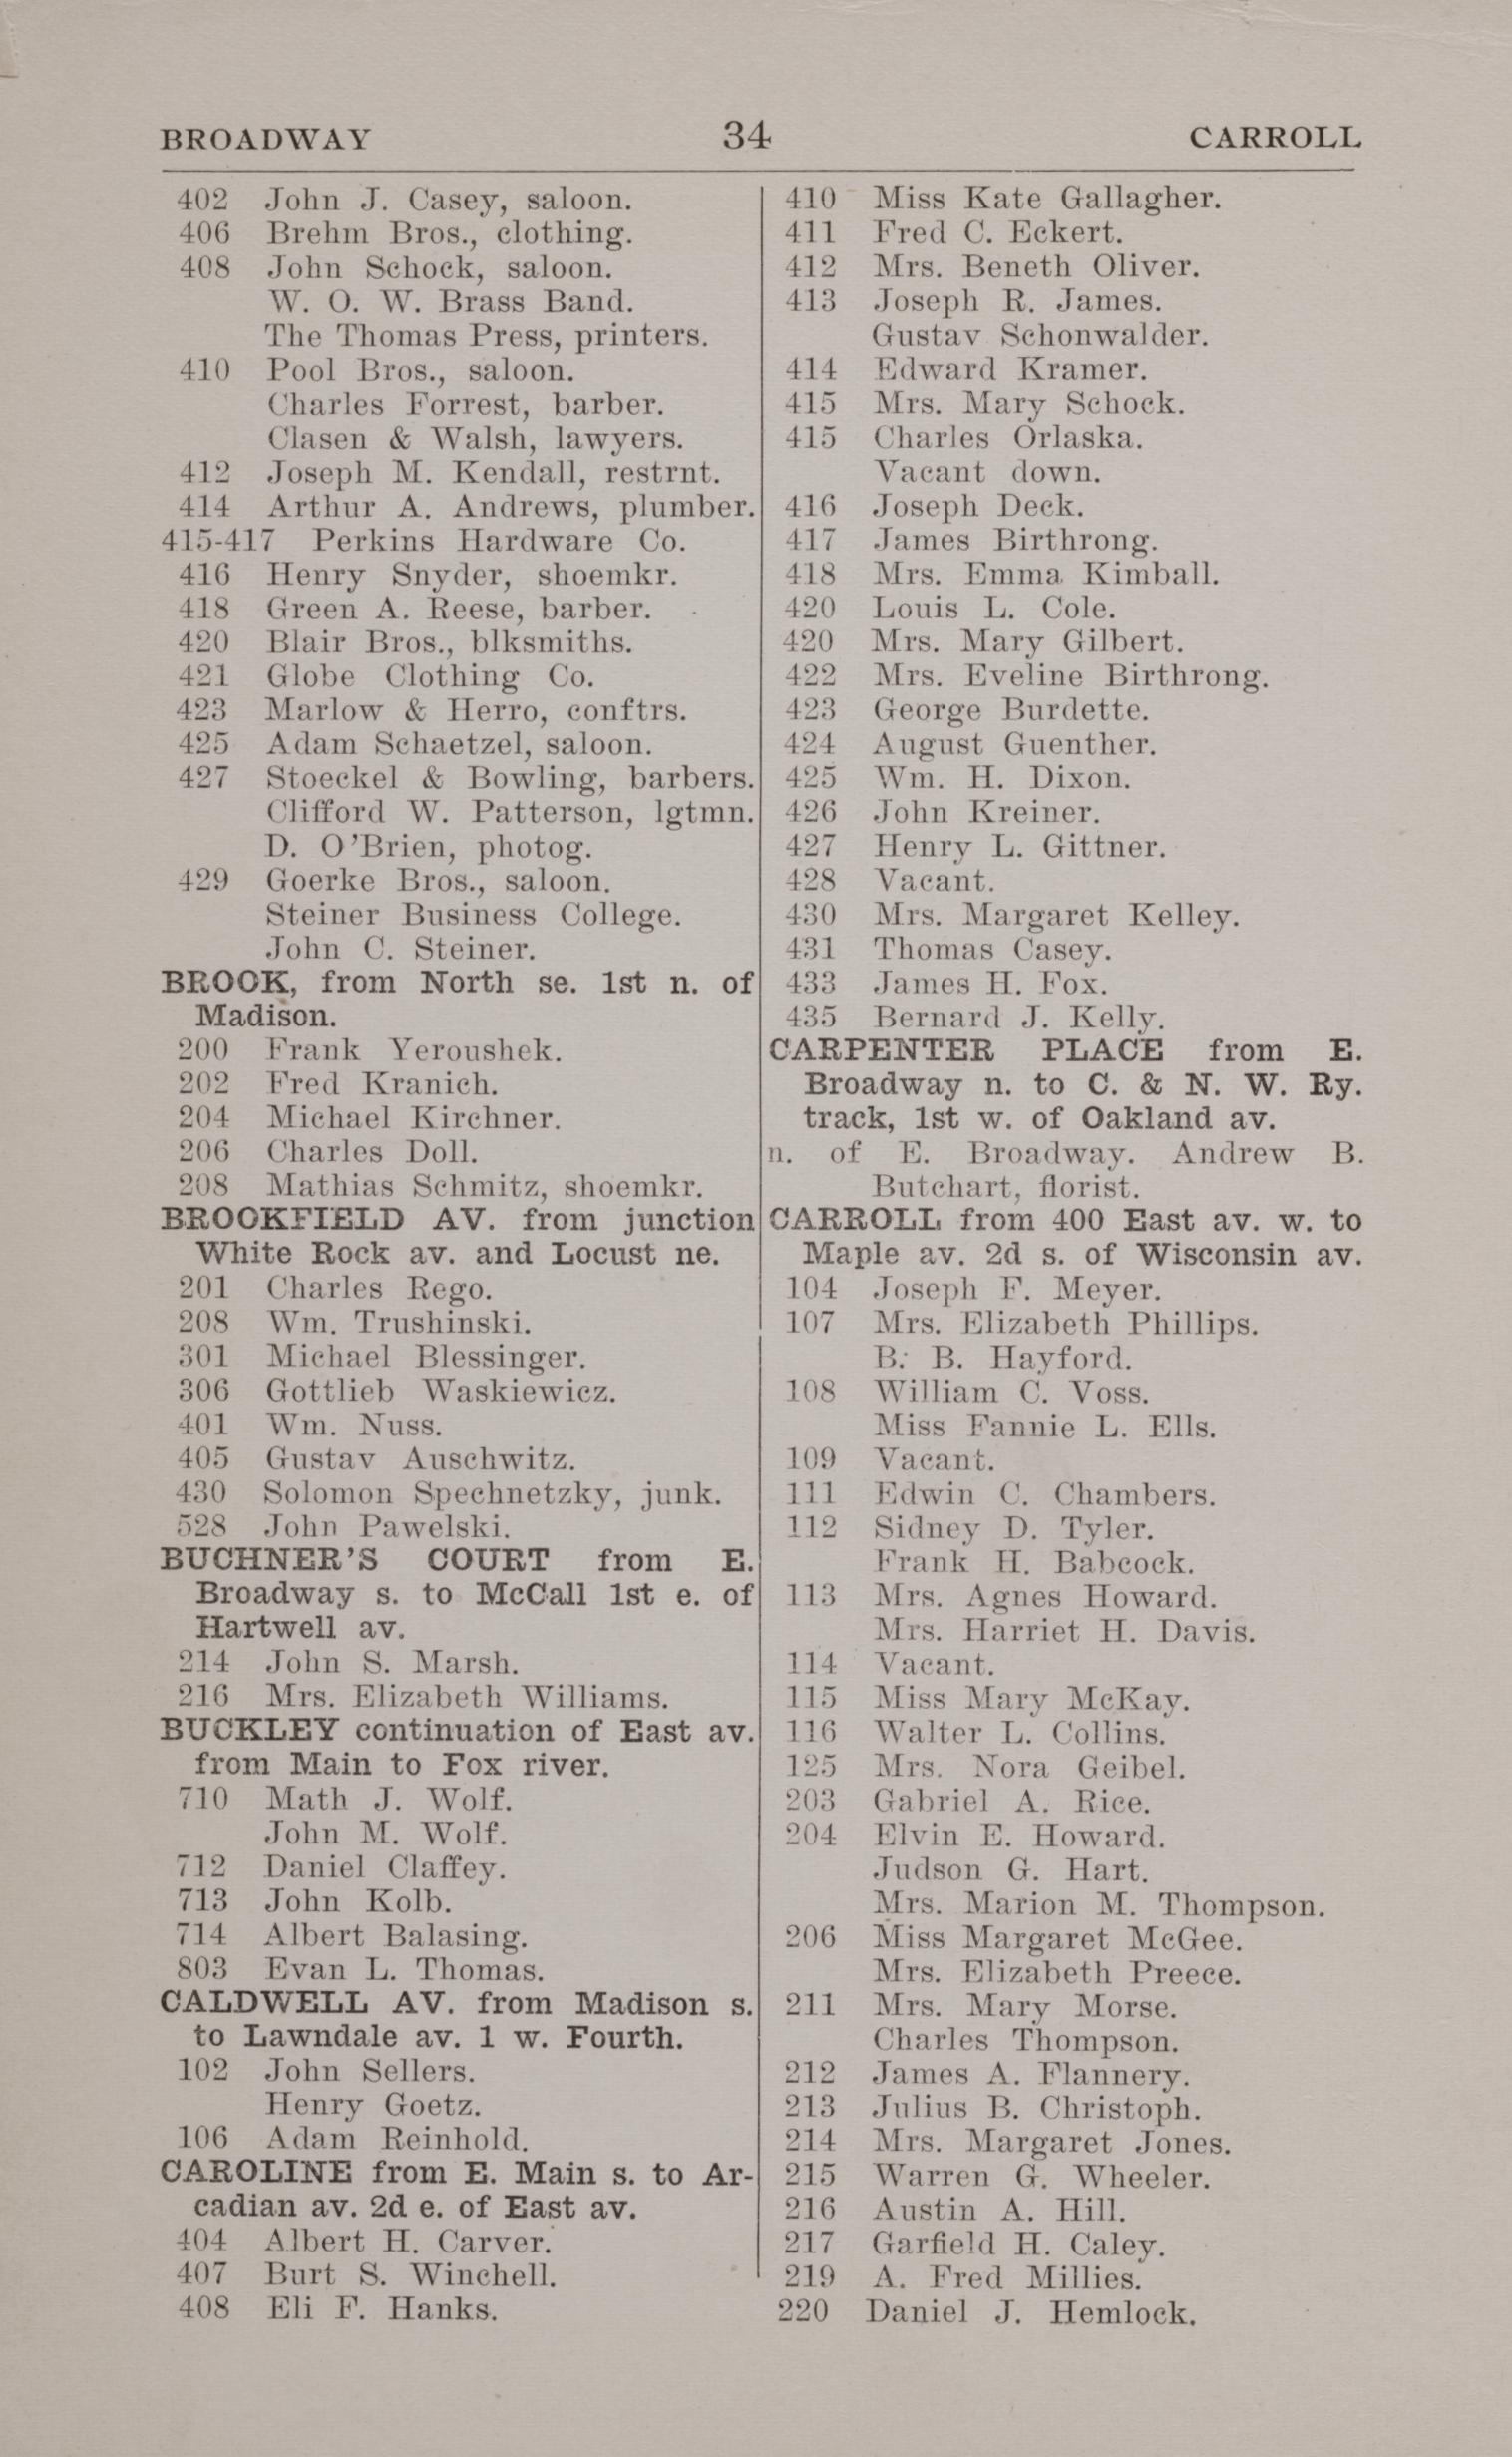 BROADWAY 34 CARROLL
402 John J. Casey, saloon.
406 Brehm Bros., clothing.
408 John Schock, saloon.
W. O. W. Brass Band.
The Thomas Press, printers.
410 Pool Bros., saloon.
Charles Forrest, barber.
Clasen & Walsh, lawyers.
412 Joseph M. Kendall, restrnt.
414 Arthur A. Andrews, plumber.
415-417 Perkins Hardware Co.
416 Henry Snyder, shoemkr.
418 Green A. Reese, barber.
420 Blair Bros., blksmiths.
421 Globe Clothing Co.
423 Marlow & Herro, conftrs.
425 Adam Schaetzel, saloon.
427 Stoeckel & Bowling, barbers.
Clifford W. Patterson, lgtmn.
D. O'Brien, photog.
429 Goerke Bros., saloon.
Steiner Business College.
John C. Steiner.
BROOK, from North se. 1st n. of
Madison.
200 Frank Yeroushek.
202 Fred Kranich.
204 Michael Kirchner.
206 Charles Doll.
208 Mathias Schmitz, shoemkr.
BROOKFIELD AV. from junction
White Rock av. and Locust ne.
201 Charles Rego.
208 Wm. Trushinski.
301 Michael Blessinger.
306 Gottlieb Waskiewicz.
401 Wm. Nuss.
405 Gustav Auschwitz.
430 Solomon Spechnetzky, junk.
528 John Pawelski.
BUCHNER'S COURT from E.
Broadway s. to McCall 1st e. of
Hartwell av.
214 John S. Marsh.
216 Mrs. Elizabeth Williams.
BUCKLEY continuation of East av.
from Main to Fox river.
710 Math J. Wolf.
John M. Wolf.
712 Daniel Claffey.
713 John Kolb.
714 Albert Balasing.
803 Evan L. Thomas.
CALDWELL AV. from Madison s.
to Lawndale av. 1 w. Fourth.
102 John Sellers.
Henry Goetz.
106 Adam Reinhold.
CAROLINE from E. Main s. to Ar-
cadian av. 2d e. of East av.
404 Albert H. Carver.
407 Burt S. Winchell.
408 Eli F. Hanks.
410 Miss Kate Gallagher.
411 Fred C. Eckert.
412 Mrs. Beneth Oliver.
413 Joseph R. James.
Gustav Schonwalder.
414 Edward Kramer.
415 Mrs. Mary Schock.
415 Charles Orlaska.
Vacant down.
416 Joseph Deck.
417 James Birthrong.
418 Mrs. Emma Kimball.
420 Louis L. Cole.
420 Mrs. Mary Gilbert.
422 Mrs. Eveline Birthrong.
423 George Burdette.
424 August Guenther.
425 Wm. H. Dixon.
426 John Kreiner.
427 Henry L. Gittner.
428 Vacant.
430 Mrs. Margaret Kelley.
431 Thomas Casey.
433 James H. Fox.
435 Bernard J. Kelly.
CARPENTER PLACE from E.
Broadway n. to C. & N. W. Ry.
track, 1st w. of Oakland av.
n. of E. Broadway. Andrew B.
Butchart, florist.
CARROLL from 400 East av. w. to
Maple av. 2d s. of Wisconsin av.
104 Joseph F. Meyer.
107 Mrs. Elizabeth Phillips.
B. B. Hayford.
108 William C. Voss.
Miss Fannie L. Ells.
109 Vacant.
111 Edwin C. Chambers.
112 Sidney D. Tyler.
Frank H. Babcock.
113 Mrs. Agnes Howard.
Mrs. Harriet H. Davis.
114 Vacant.
115 Miss Mary McKay.
116 Walter L. Collins.
125 Mrs. Nora Geibel.
203 Gabriel A. Rice.
204 Elvin E. Howard.
Judson G. Hart.
Mrs. Marion M. Thompson.
206 Miss Margaret McGee.
Mrs. Elizabeth Preece.
211 Mrs. Mary Morse.
Charles Thompson.
212 James A. Flannery.
213 Julius B. Christoph.
214 Mrs. Margaret Jones.
215 Warren G. Wheeler.
216 Austin A. Hill.
217 Garfield H. Caley.
219 A. Fred Millies.
220 Daniel J. Hemlock.